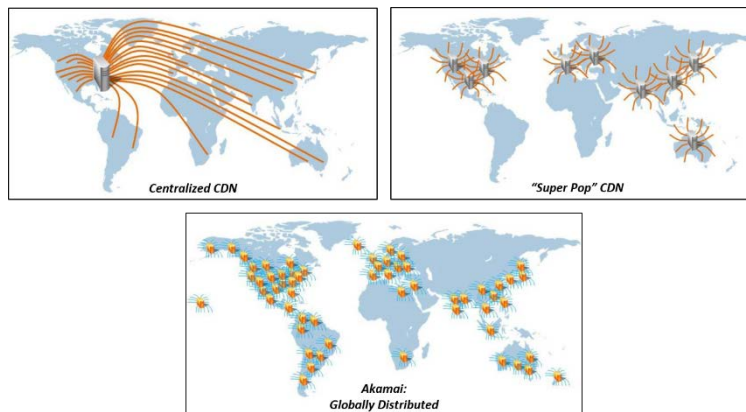 Centralized CDN
“Super Pop” CDN
Akamai:
Globally Distributed